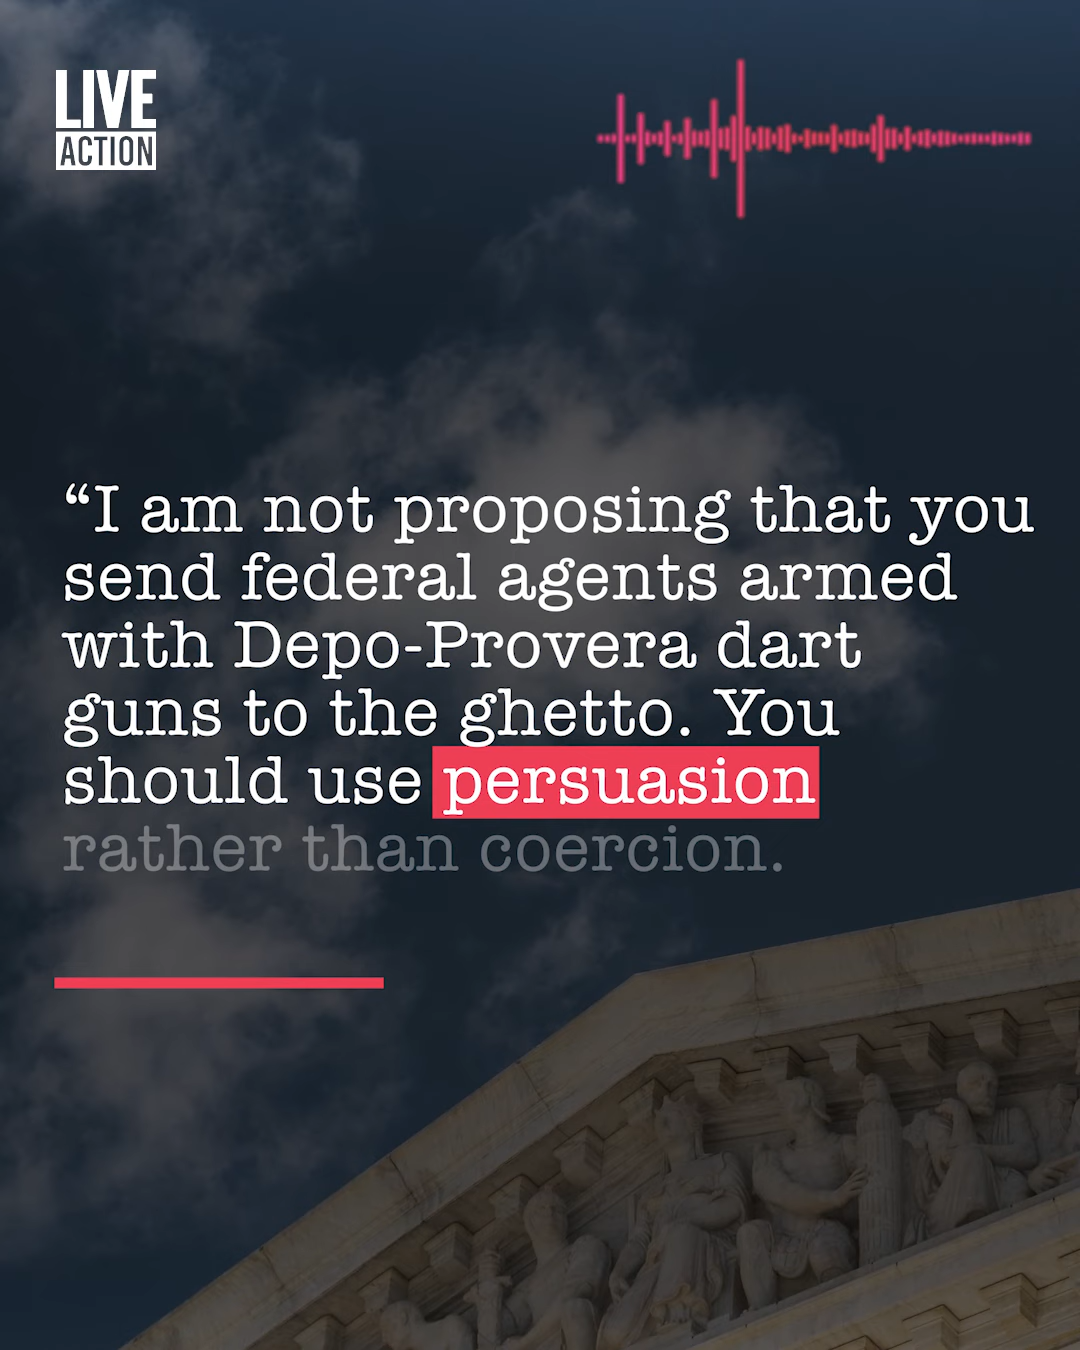 LIVE
ACTION
“I am not proposing that you
send federal agents armed
with Depo-Provera dart
guns to the ghetto. You
should use persuasion
rather than coercion.